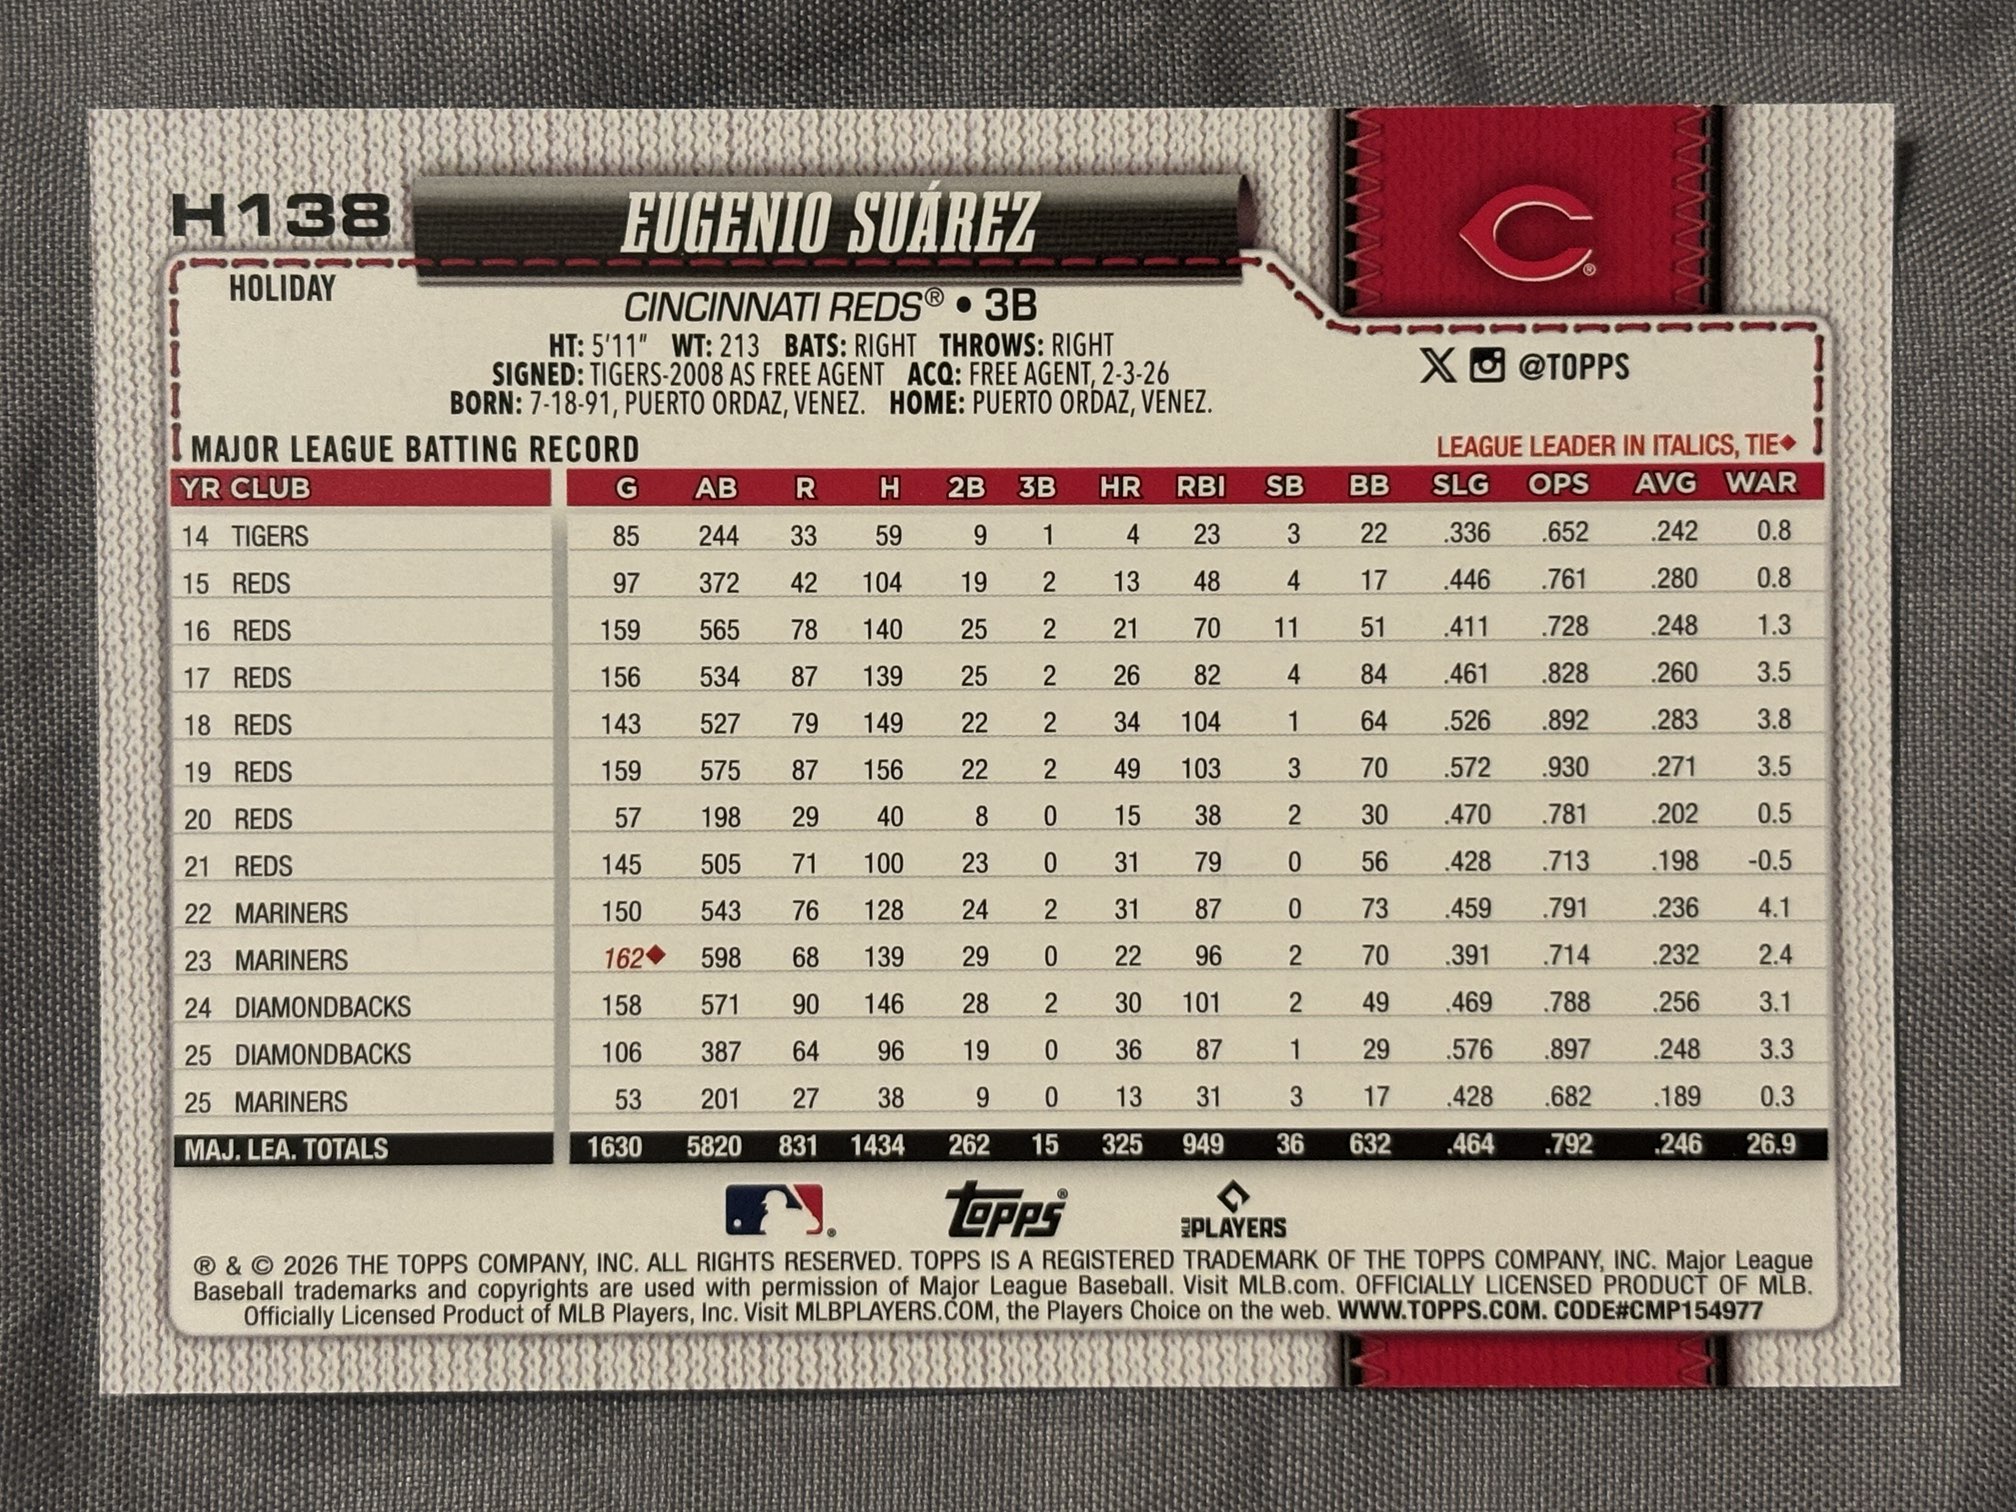 H138
EUGENIO SUÁREZ
C®
HOLIDAY
CINCINNATI REDS® • 3B
HT: 5'11" WT: 213 BATS: RIGHT THROWS: RIGHT
SIGNED: TIGERS-2008 AS FREE AGENT ACQ: FREE AGENT, 2-3-26
BORN: 7-18-91, PUERTO ORDAZ, VENEZ. HOME: PUERTO ORDAZ, VENEZ.
X @TOPPS
MAJOR LEAGUE BATTING RECORD
LEAGUE LEADER IN ITALICS, TIE◆
YR CLUB G AB R H 2B 3B HR RBI SB BB SLG OPS AVG WAR
14 TIGERS 85 244 33 59 9 1 4 23 3 22 .336 .652 .242 0.8
15 REDS 97 372 42 104 19 2 13 48 4 17 .446 .761 .280 0.8
16 REDS 159 565 78 140 25 2 21 70 11 51 .411 .728 .248 1.3
17 REDS 156 534 87 139 25 2 26 82 4 84 .461 .828 .260 3.5
18 REDS 143 527 79 149 22 2 34 104 1 64 .526 .892 .283 3.8
19 REDS 159 575 87 156 22 2 49 103 3 70 .572 .930 .271 3.5
20 REDS 57 198 29 40 8 0 15 38 2 30 .470 .781 .202 0.5
21 REDS 145 505 71 100 23 0 31 79 0 56 .428 .713 .198 -0.5
22 MARINERS 150 543 76 128 24 2 31 87 0 73 .459 .791 .236 4.1
23 MARINERS 162◆ 598 68 139 29 0 22 96 2 70 .391 .714 .232 2.4
24 DIAMONDBACKS 158 571 90 146 28 2 30 101 2 49 .469 .788 .256 3.1
25 DIAMONDBACKS 106 387 64 96 19 0 36 87 1 29 .576 .897 .248 3.3
25 MARINERS 53 201 27 38 9 0 13 31 3 17 .428 .682 .189 0.3
MAJ. LEA. TOTALS 1630 5820 831 1434 262 15 325 949 36 632 .464 .792 .246 26.9
® Topps® MLB PLAYERS
® & © 2026 THE TOPPS COMPANY, INC. ALL RIGHTS RESERVED. TOPPS IS A REGISTERED TRADEMARK OF THE TOPPS COMPANY, INC. Major League
Baseball trademarks and copyrights are used with permission of Major League Baseball. Visit MLB.com. OFFICIALLY LICENSED PRODUCT OF MLB.
Officially Licensed Product of MLB Players, Inc. Visit MLBPLAYERS.COM, the Players Choice on the web. WWW.TOPPS.COM. CODE#CMP154977